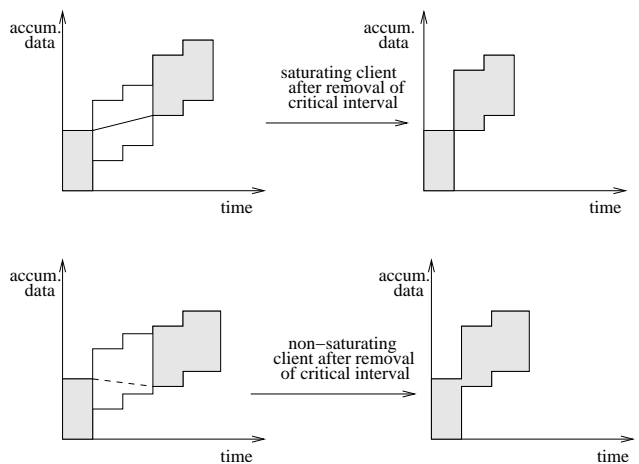 accum.
data
time
saturating client
after removal of
critical interval
accum.
data
time
accum.
data
time
non−saturating
client after removal
of critical interval
accum.
data
time